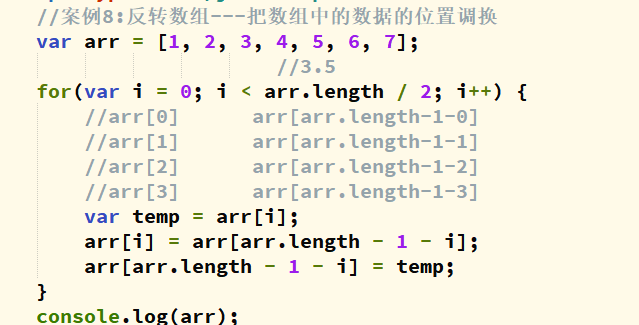 //案例8:反转数组---把数组中的数据的位置调换
var arr = [1, 2, 3, 4, 5, 6, 7];
//3.5
for(var i = 0; i < arr.length / 2; i++) {
//arr[0]      arr[arr.length-1-0]
//arr[1]      arr[arr.length-1-1]
//arr[2]      arr[arr.length-1-2]
//arr[3]      arr[arr.length-1-3]
var temp = arr[i];
arr[i] = arr[arr.length - 1 - i];
arr[arr.length - 1 - i] = temp;
}
console.log(arr);